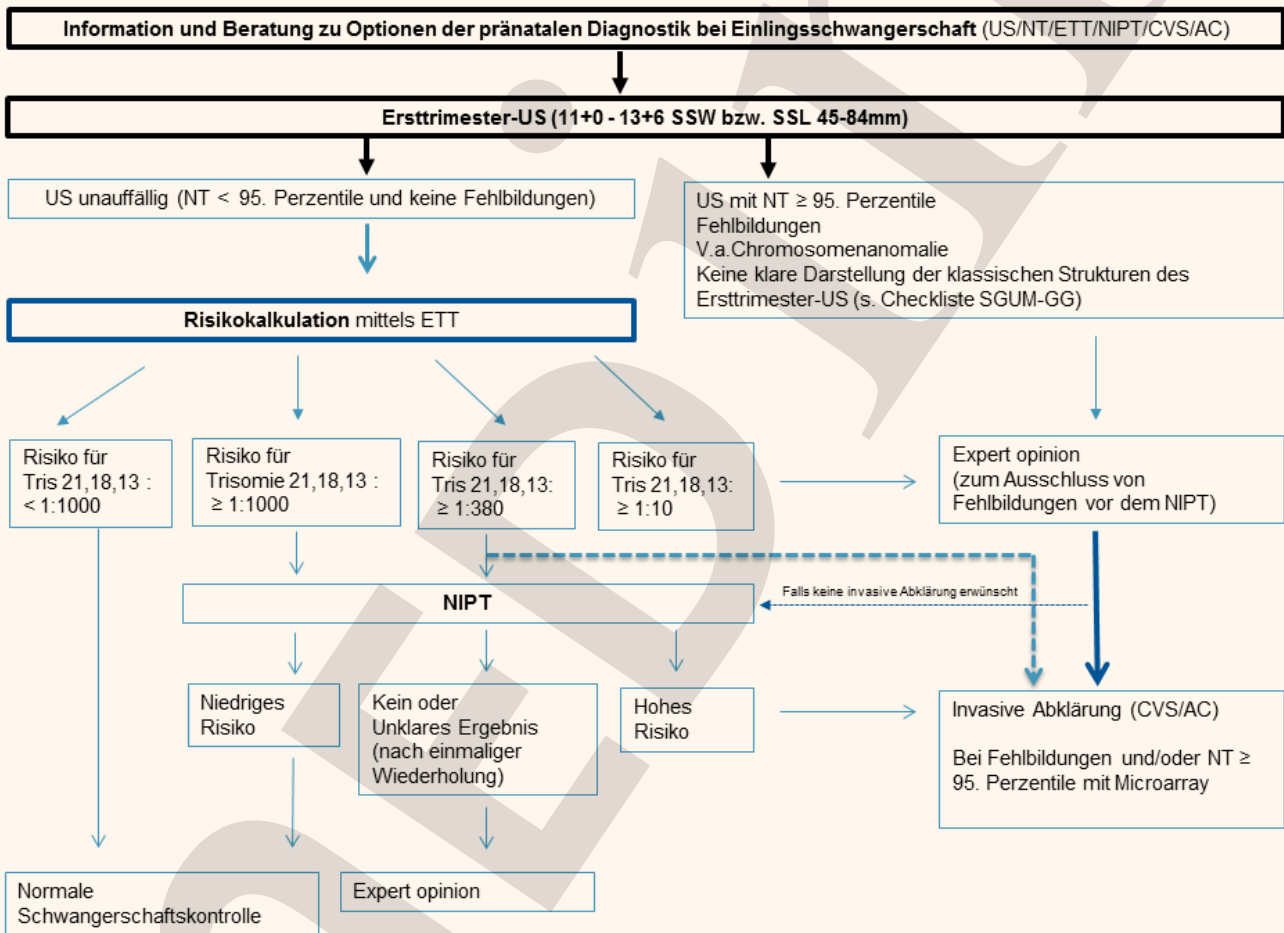 Information und Beratung zu Optionen der pränatalen Diagnostik bei Einlingsschwangerschaft (US/NT/ETT/NIPT/CVS/AC)
Ersttrimester-US (11+0 - 13+6 SSW bzw. SSL 45-84mm)
US unauffällig (NT < 95. Perzentile und keine Fehlbildungen)
US mit NT ≥ 95. Perzentile
Fehlbildungen
V.a.Chromosomenanomalie
Keine klare Darstellung der klassischen Strukturen des
Ersttrimester-US (s. Checkliste SGUM-GG)
Risikokalkulation mittels ETT
Risiko für
Tris 21,18,13 :
< 1:1000
Risiko für
Trisomie 21,18,13 :
≥ 1:1000
Risiko für
Tris 21,18,13:
≥ 1:380
Risiko für
Tris 21,18,13:
≥ 1:10
Expert opinion
(zum Ausschluss von
Fehlbildungen vor dem NIPT)
NIPT
Falls keine invasive Abklärung erwünscht
Niedriges
Risiko
Kein oder
Unklares Ergebnis
(nach einmaliger
Wiederholung)
Hohes
Risiko
Invasive Abklärung (CVS/AC)
Bei Fehlbildungen und/oder NT ≥
95. Perzentile mit Microarray
Normale
Schwangerschaftskontrolle
Expert opinion